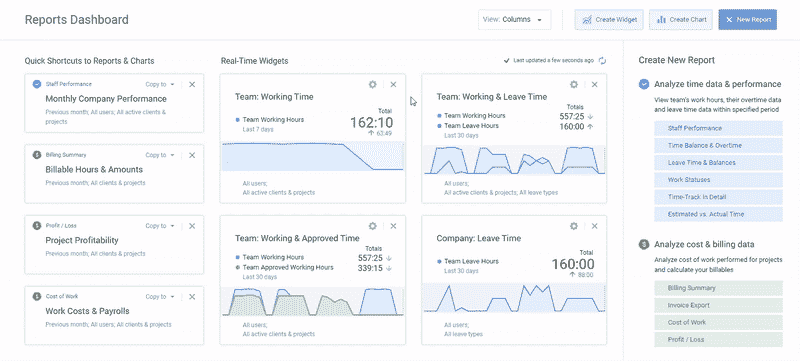 Reports Dashboard
View: Columns
Create Widget
Create Chart
New Report
Quick Shortcuts to Reports & Charts
Staff Performance
Copy to
Monthly Company Performance
Previous month; All users; All active clients &
projects
Billing Summary
Copy to
Billable Hours & Amounts
Previous month; All clients & projects
Profit / Loss
Copy to
Project Profitability
Previous month; All clients & projects
Cost of Work
Copy to
Work Costs & Payrolls
Previous month; All users; All clients & projects
Real-Time Widgets
Last updated a few seconds ago
Team: Working Time
Team Working Hours
Last 7 days
Total
162:10
63:49
All users;
All active clients & projects
Team: Working & Leave Time
Team Working Hours
Team Leave Hours
Last 30 days
Totals
557:25
160:00
All users;
All active clients & projects; All leave types
Team: Working & Approved Time
Team Working Hours
Team Approved Working Hours
Last 30 days
Totals
557:25
339:15
All users;
All active clients & projects
Company: Leave Time
Team Leave Hours
Last 30 days
Total
160:00
88:00
All users;
All leave types
Create New Report
Analyze time data & performance
View team's work hours, their overtime data
and leave time data within specified period
Staff Performance
Time Balance & Overtime
Leave Time & Balances
Work Statuses
Time-Track In Detail
Estimated vs. Actual Time
$
Analyze cost & billing data
Analyze cost of work performed for projects
and calculate your billables
Billing Summary
Invoice Export
Cost of Work
Profit / Loss